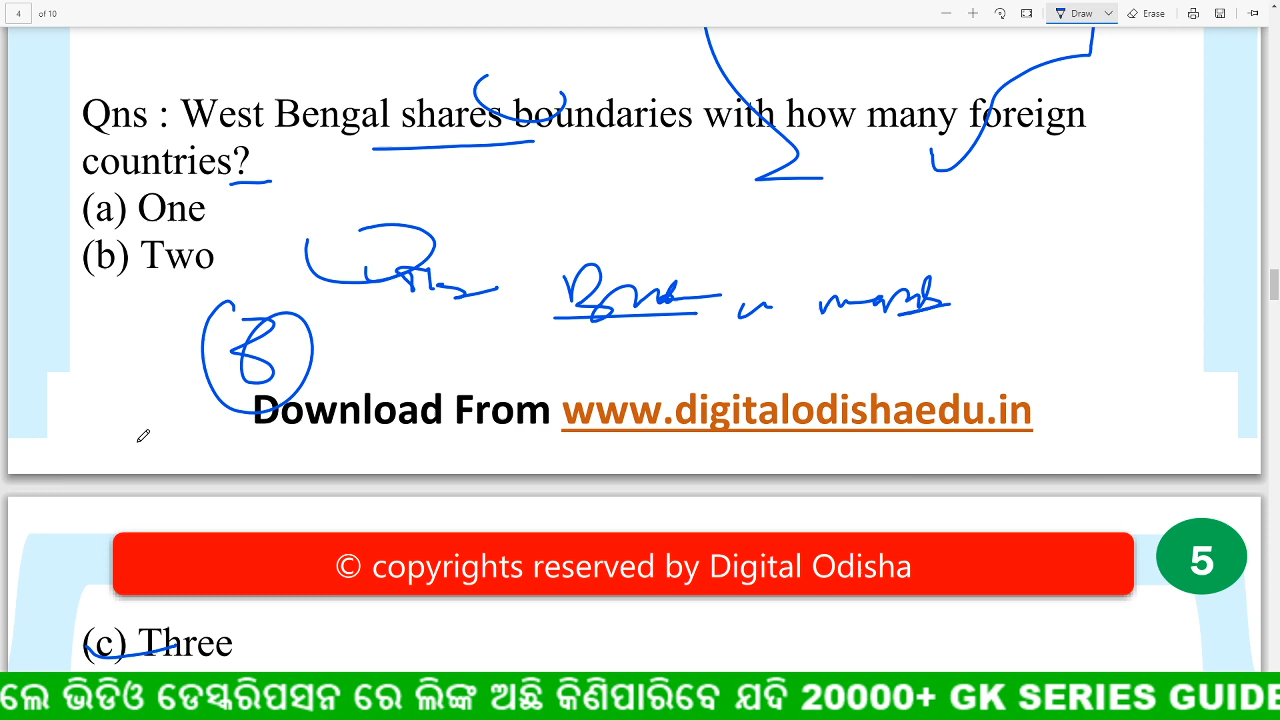 4 of 10
Draw
Erase
Qns : West Bengal shares boundaries with how many foreign
countries?
(a) One
(b) Two
Download From www.digitalodishaedu.in
© copyrights reserved by Digital Odisha
5
(c) Three
ଲେ ଭିଡିଓ ଡେସ୍କରିପସନ ରେ ଲିଙ୍କ ଅଛି କିଣିପାରିବେ ଯଦି 20000+ GK SERIES GUIDE